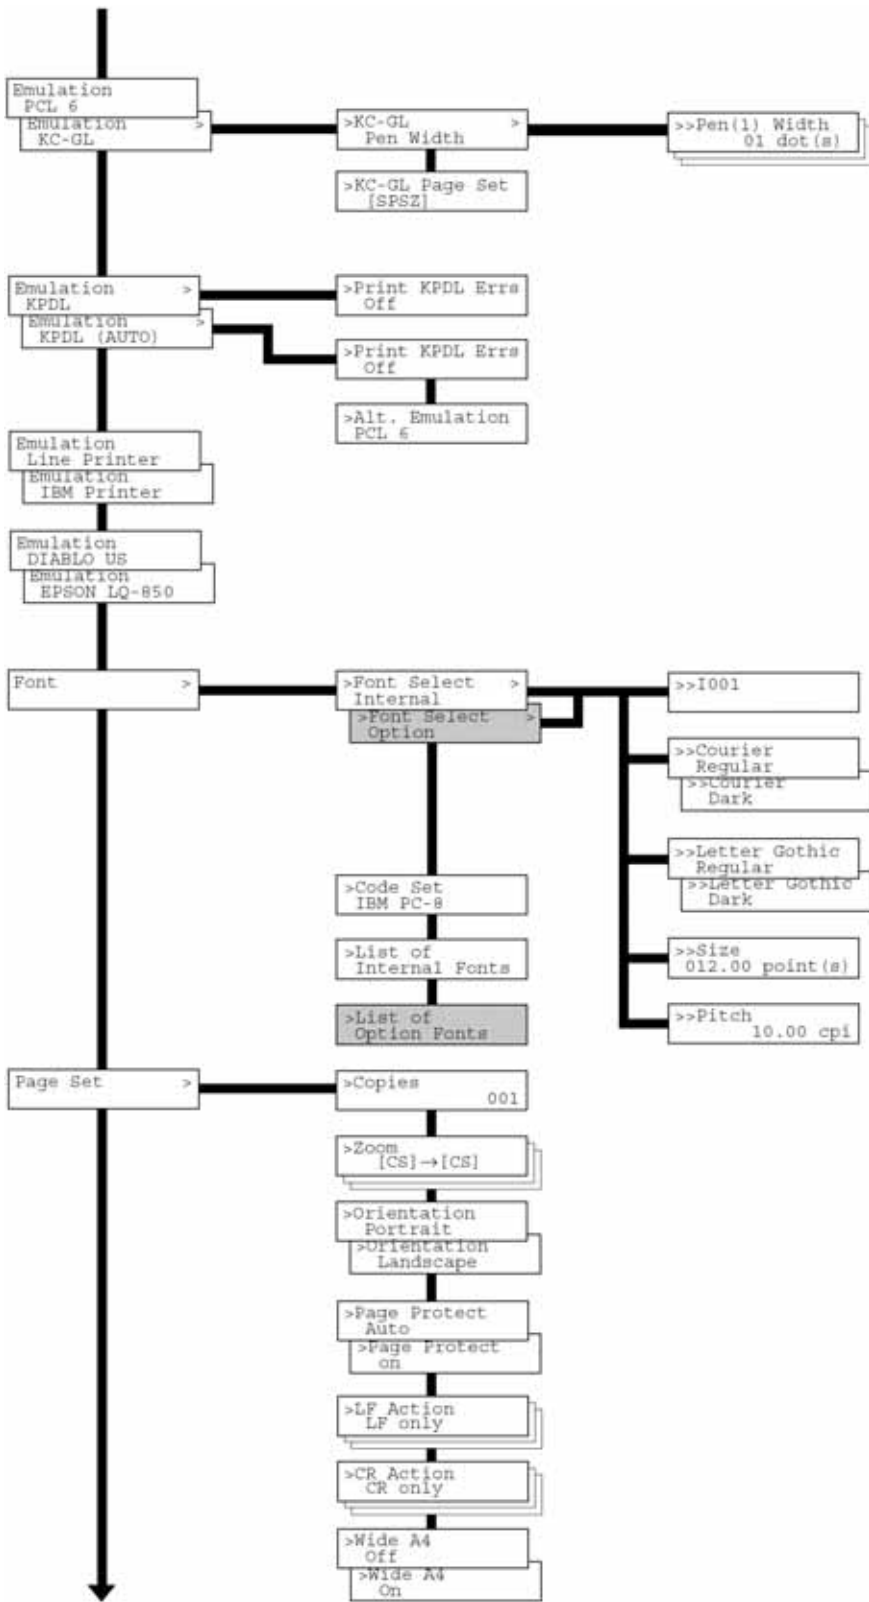 Emulation
PCL 6
Emulation >
KC-GL
>KC-GL >
Pen Width
>>Pen(1) Width
01 dot(s)
>KC-GL Page Set
[SPSZ]
Emulation >
KPDL
>Print KPDL Errs
Off
Emulation >
KPDL (AUTO)
>Print KPDL Errs
Off
>Alt. Emulation
PCL 6
Emulation
Line Printer
Emulation
IBM Printer
Emulation
DIABLO US
Emulation
EPSON LQ-850
Font >
>Font Select >
Internal
>Font Select >
Option
>>I001
>>Courier
Regular
>>Courier
Dark
>>Letter Gothic
Regular
>>Letter Gothic
Dark
>Code Set
IBM PC-8
>List of
Internal Fonts
>>Size
012.00 point(s)
>List of
Option Fonts
>>Pitch
10.00 cpi
Page Set >
>Copies
001
>Zoom
[CS]→[CS]
>Orientation
Portrait
>Orientation
Landscape
>Page Protect
Auto
>Page Protect
on
>LF Action
LF only
>CR Action
CR only
>Wide A4
Off
>Wide A4
On